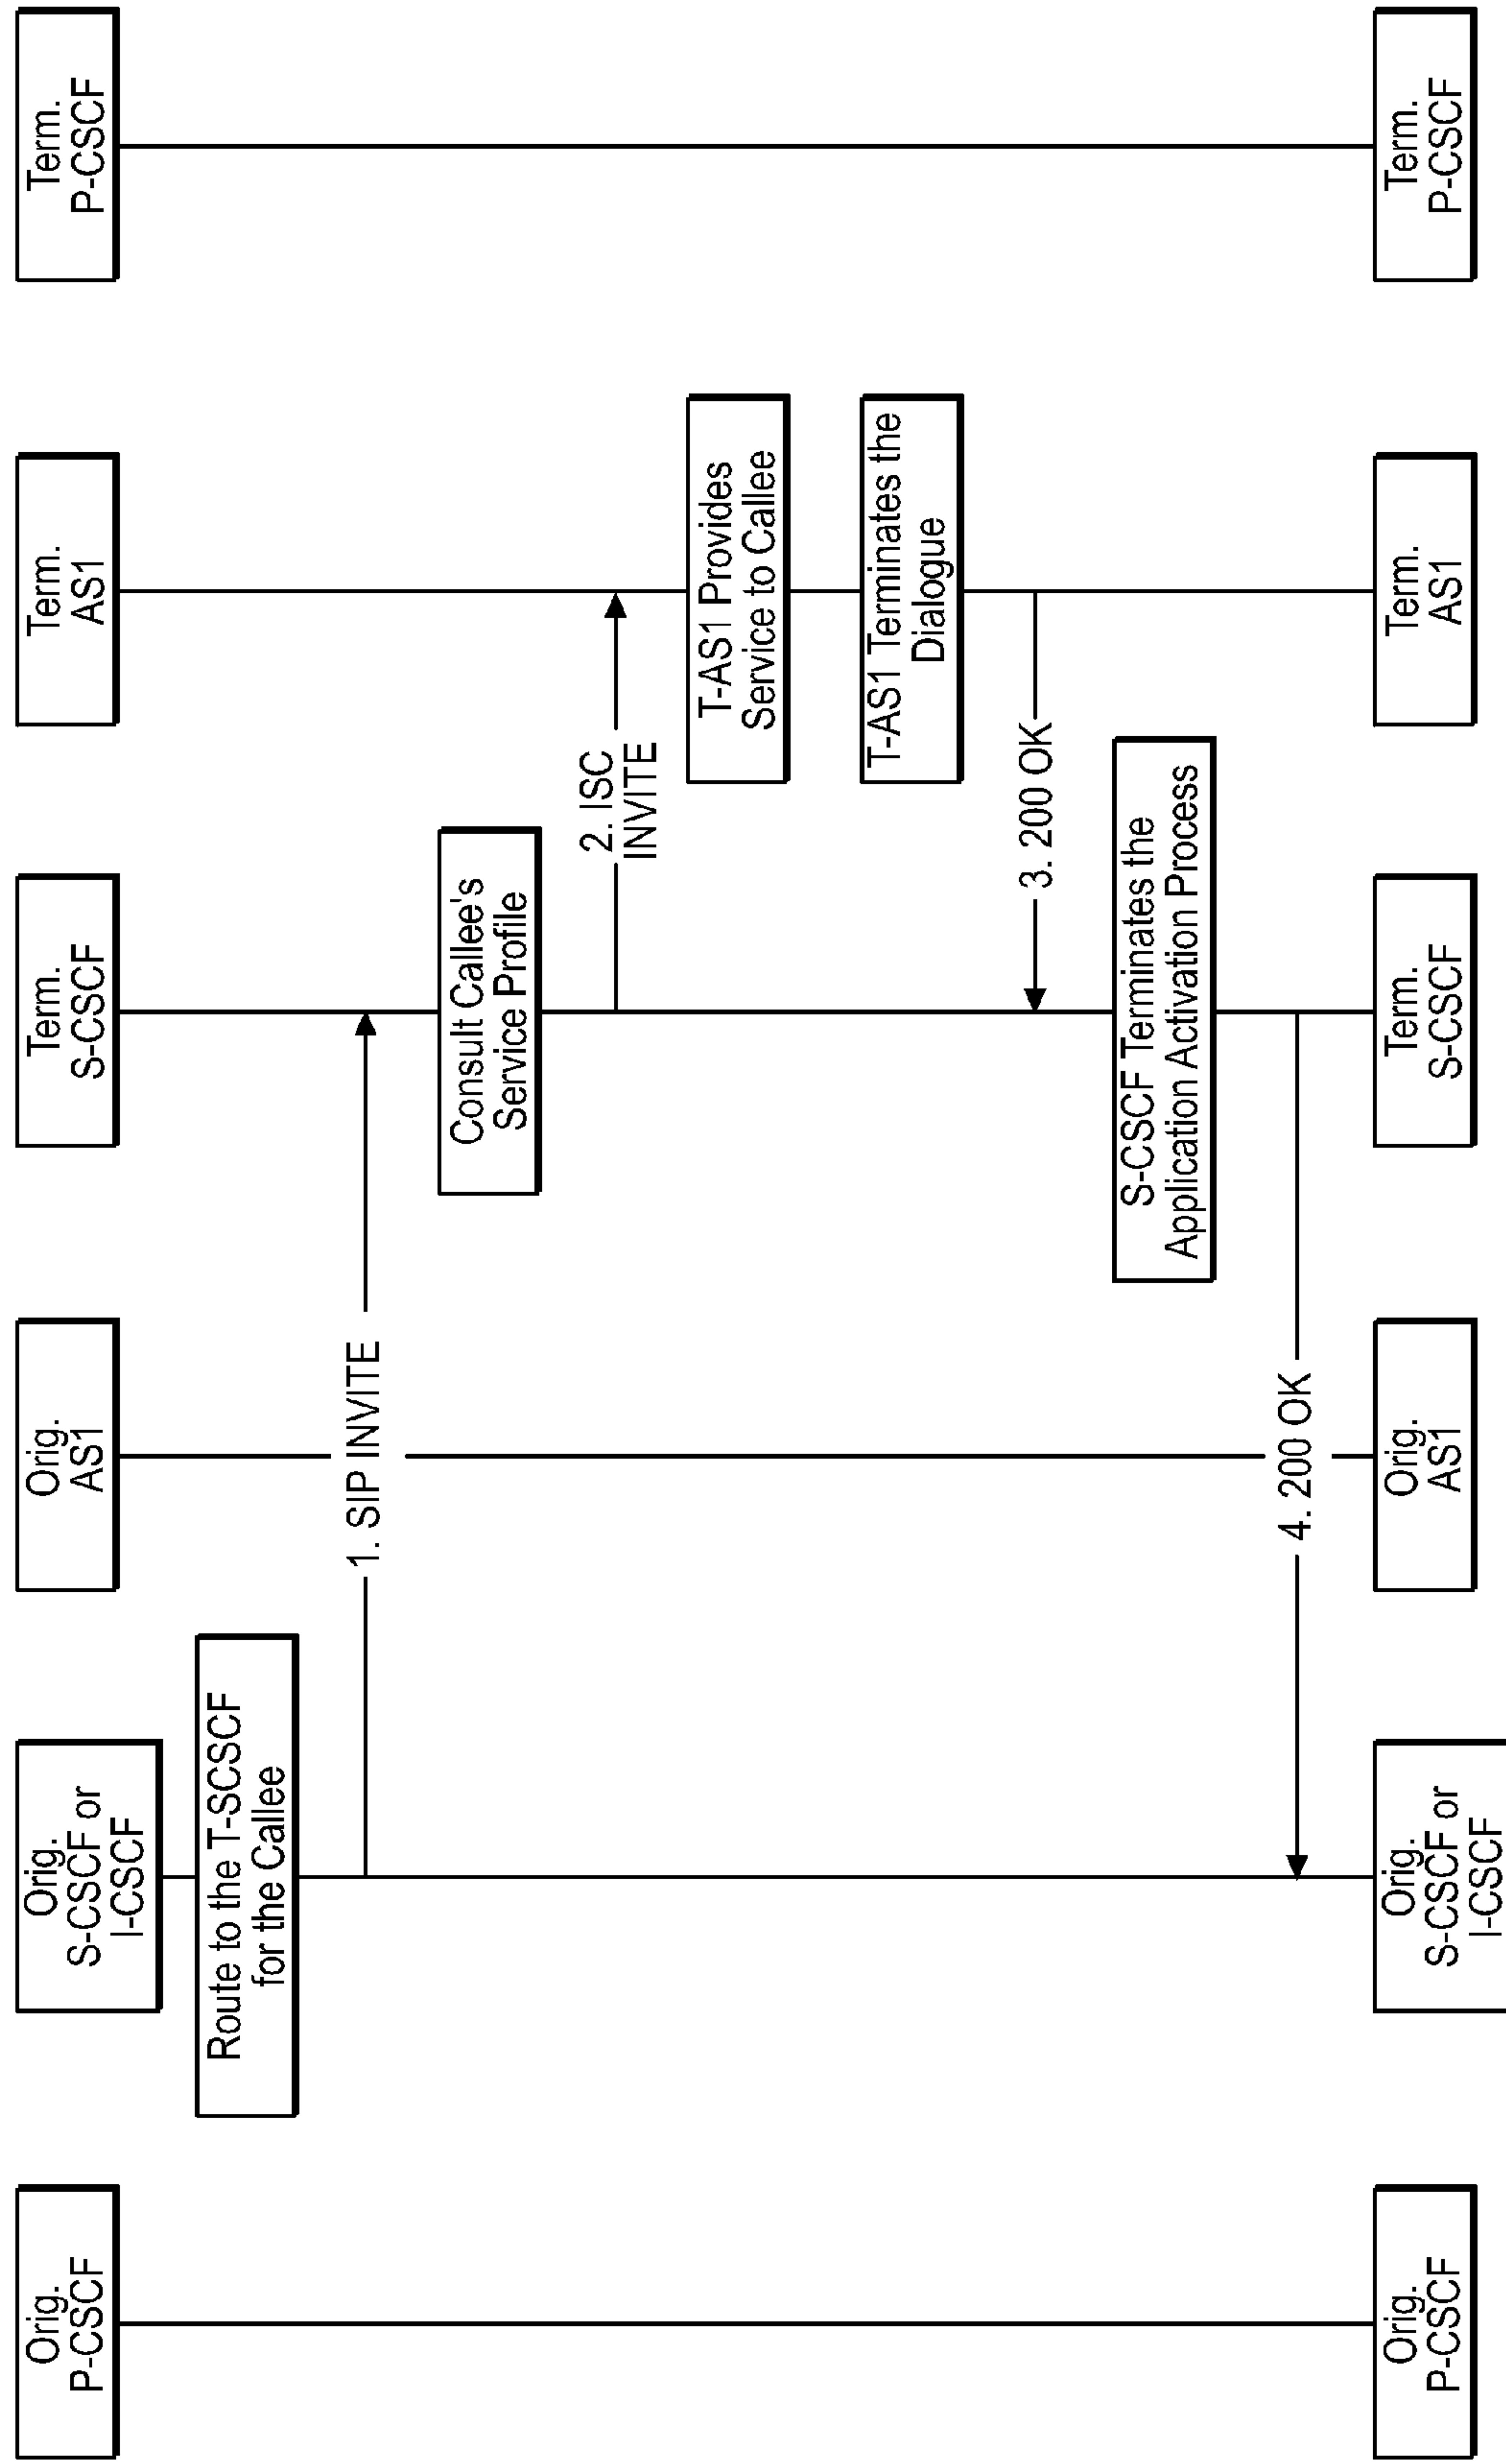 Orig.
P-CSCF
Orig.
S-CSCF or
I-CSCF
Orig.
AS1
Term.
S-CSCF
Term.
AS1
Term.
P-CSCF
Route to the T-SCSCF
for the Callee
1. SIP INVITE
Consult Callee's
Service Profile
2. ISC
INVITE
T-AS1 Provides
Service to Callee
T-AS1 Terminates the
Dialogue
3. 200 OK
S-CSCF Terminates the
Application Activation Process
4. 200 OK
Orig.
P-CSCF
Orig.
S-CSCF or
I-CSCF
Orig.
AS1
Term.
S-CSCF
Term.
AS1
Term.
P-CSCF